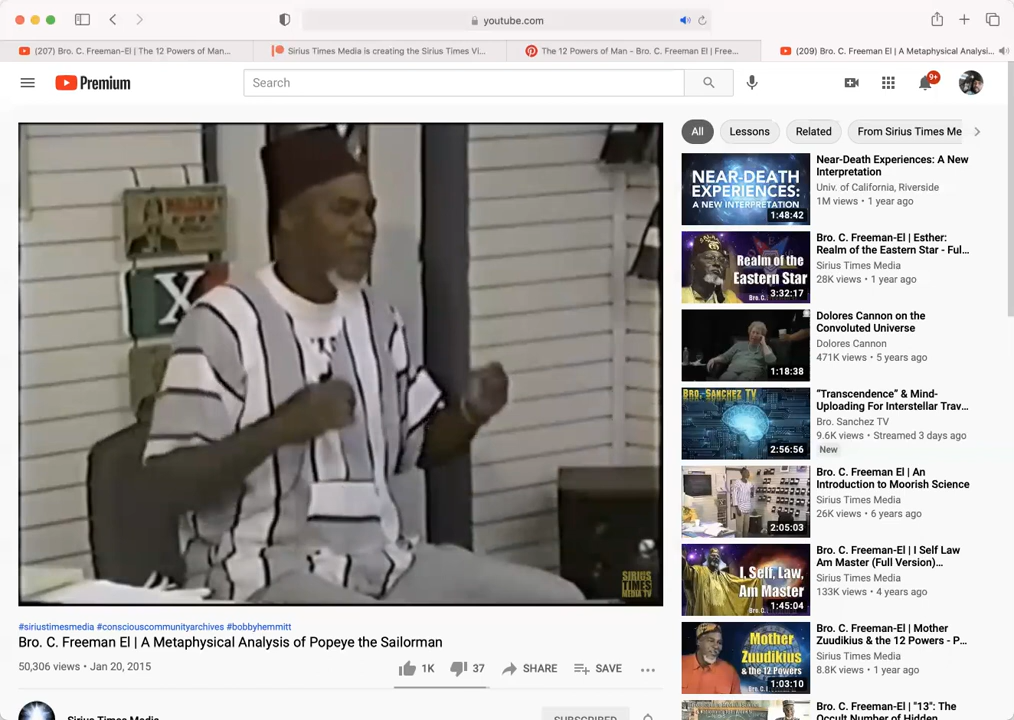 youtube.com
(207) Bro. C. Freeman-El | The 12 Powers of Man...
Sirius Times Media is creating the Sirius Times Vi...
The 12 Powers of Man - Bro. C. Freeman El | Free...
(209) Bro. C. Freeman El | A Metaphysical Analysi...
Premium
Search
9+
All
Lessons
Related
From Sirius Times Me
X
SIRIUS
TIMES
MEDIA TV
#siriustimesmedia #consciouscommunityarchives #bobbyhemmitt
Bro. C. Freeman El | A Metaphysical Analysis of Popeye the Sailorman
50,306 views • Jan 20, 2015
1K
37
SHARE
SAVE
Sirius Times Media
SUBSCRIBED
NEAR-DEATH
EXPERIENCES:
A NEW INTERPRETATION
1:48:42
Near-Death Experiences: A New
Interpretation
Univ. of California, Riverside
1M views • 1 year ago
Realm of the
Eastern Star
Bro. C.
3:32:17
Bro. C. Freeman-El | Esther:
Realm of the Eastern Star - Ful...
Sirius Times Media
28K views • 1 year ago
1:18:38
Dolores Cannon on the
Convoluted Universe
Dolores Cannon
471K views • 5 years ago
BRO. SANCHEZ TV
2:56:56
“Transcendence” & Mind-
Uploading For Interstellar Trav...
Bro. Sanchez TV
9.6K views • Streamed 3 days ago
New
2:05:03
Bro. C. Freeman El | An
Introduction to Moorish Science
Sirius Times Media
26K views • 6 years ago
I, Self, Law,
Am Master
Bro. C.
1:45:04
Bro. C. Freeman-El | I Self Law
Am Master (Full Version)...
Sirius Times Media
133K views • 4 years ago
Mother
Zuudikius
& the 12 Powers
1:03:10
Bro. C. Freeman-El | Mother
Zuudikius & the 12 Powers - P...
Sirius Times Media
8.8K views • 1 year ago
Bro. C. Freeman-El | "13": The
Occult Number of Hidden